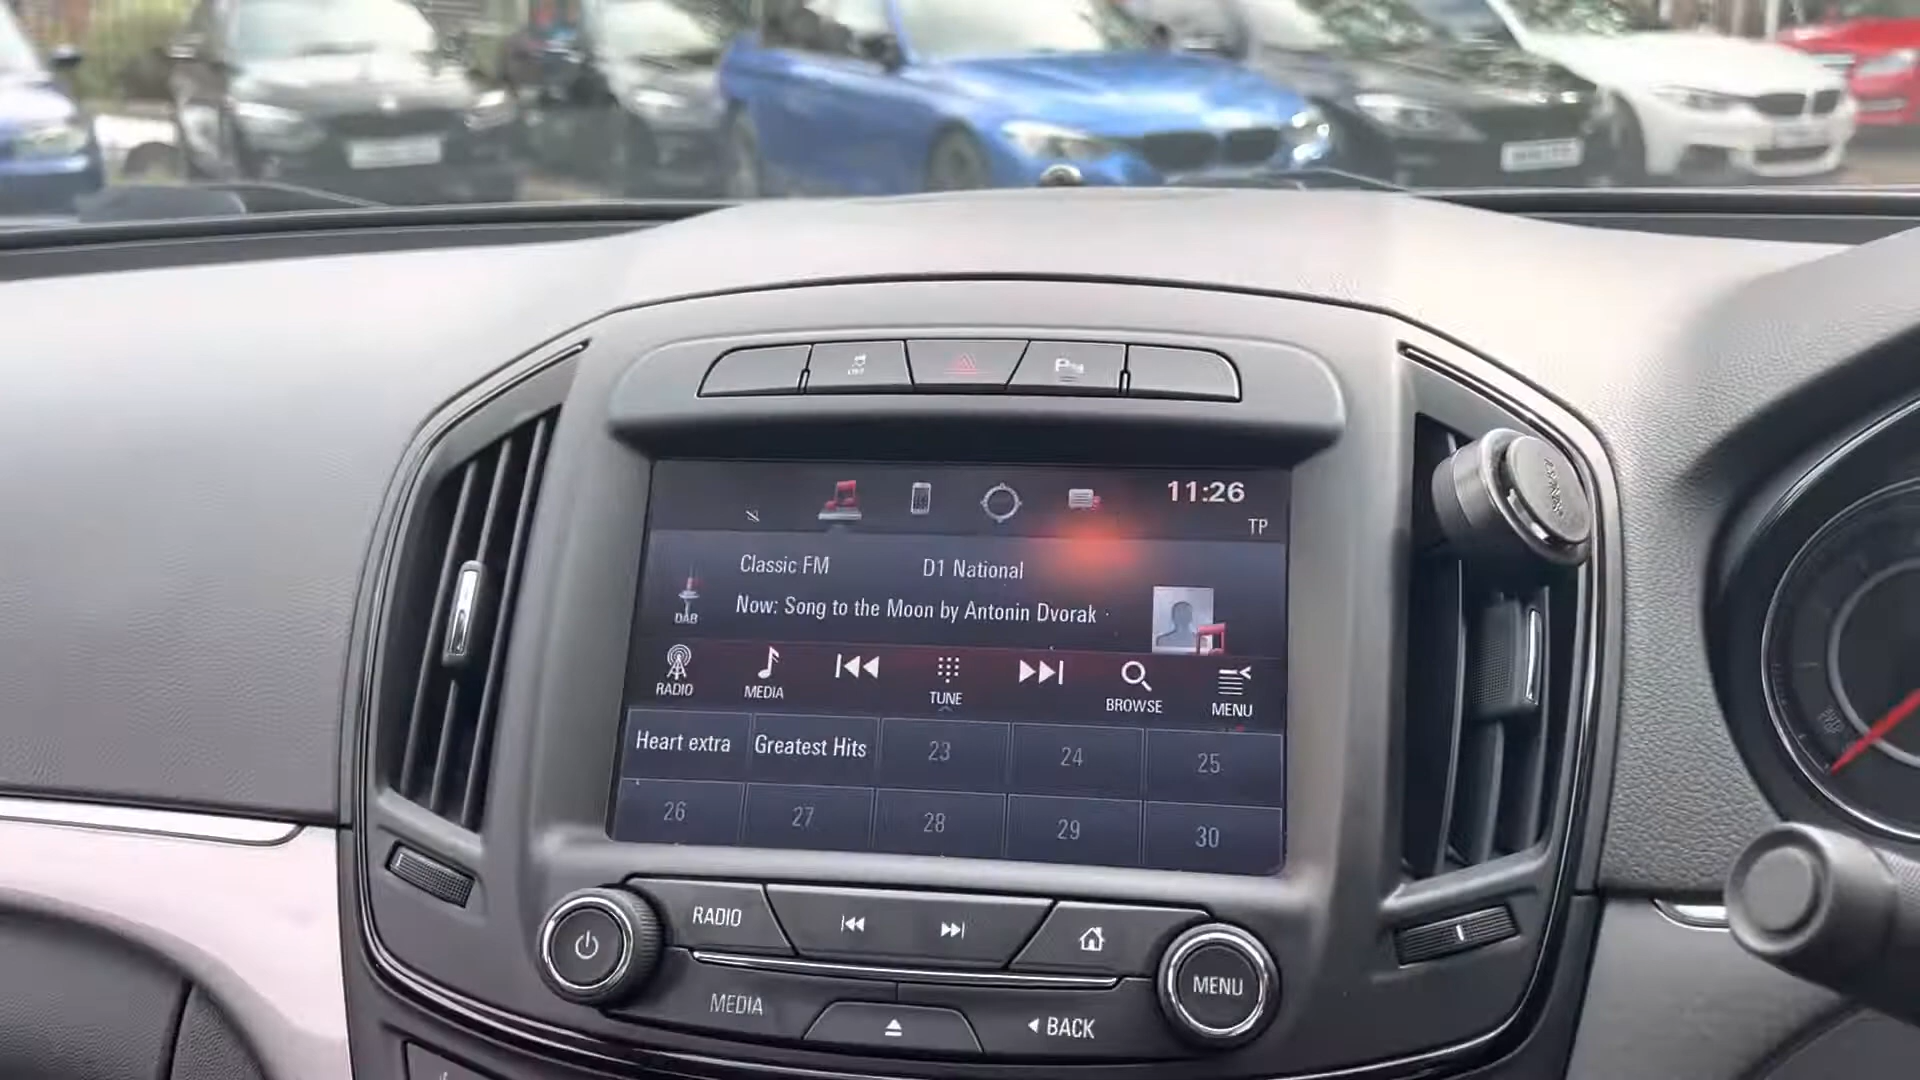 OFF
P
11:26
TP
Classic FM
D1 National
Now: Song to the Moon by Antonin Dvorak
DAB
RADIO
MEDIA
TUNE
BROWSE
MENU
Heart extra
Greatest Hits
23
24
25
26
27
28
29
30
RADIO
MENU
MEDIA
BACK